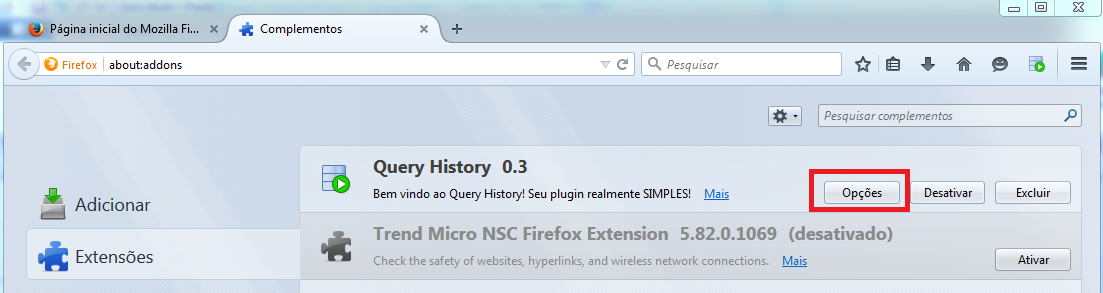 Página inicial do Mozilla Fi...
Complementos
Firefox about:addons
Pesquisar
Pesquisar complementos
Adicionar
Extensões
Query History 0.3
Bem vindo ao Query History! Seu plugin realmente SIMPLES! Mais
Opções Desativar Excluir
Trend Micro NSC Firefox Extension 5.82.0.1069 (desativado)
Check the safety of websites, hyperlinks, and wireless network connections. Mais
Ativar